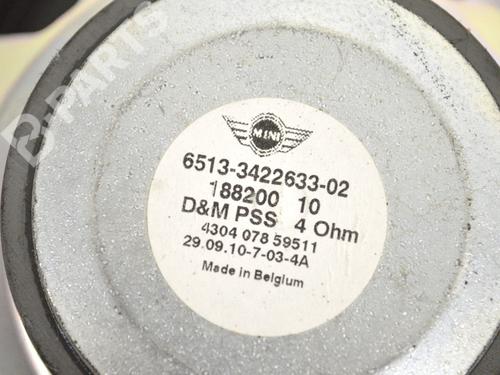 B-PARTS
MINI
6513-3422633-02
188200 10
D&M PSS 4 Ohm
4304 078 59511
29.09.10-7-03-4A
Made in Belgium